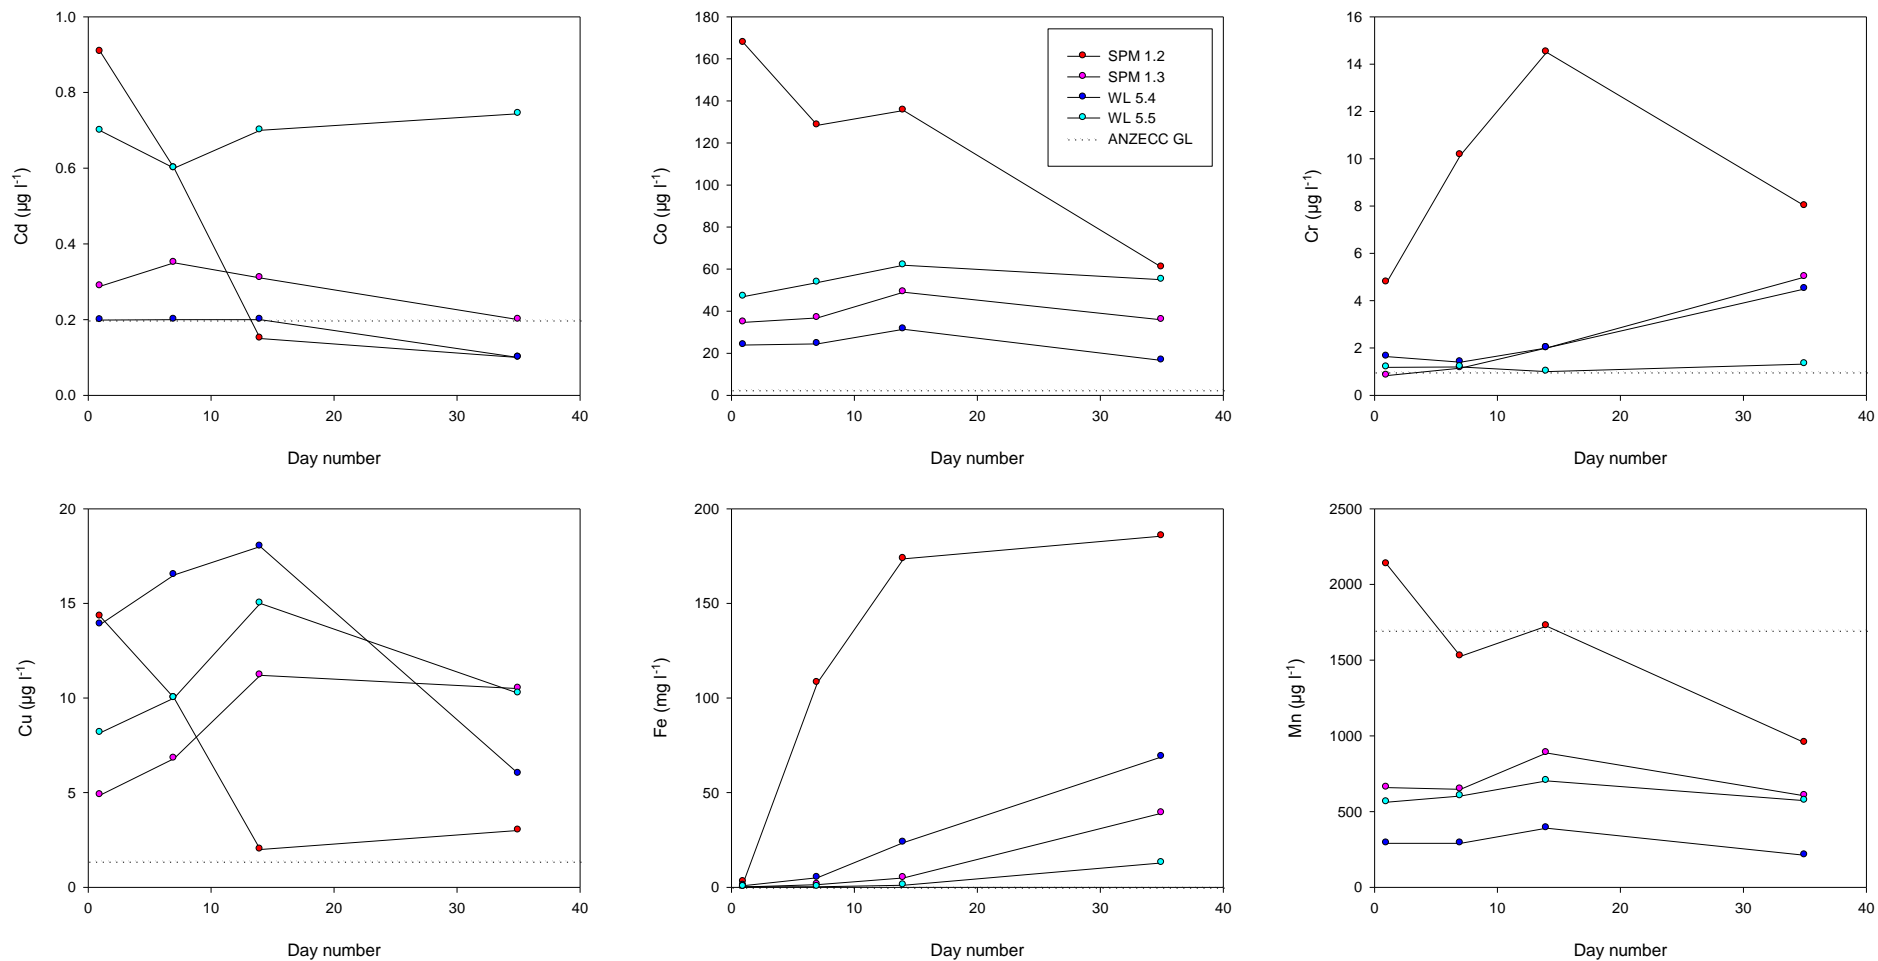 1.0
0.8
0.6
0.4
0.2
0.0
Cd (µg l-1)
0 10 20 30 40
Day number
180
160
140
120
100
80
60
40
20
0
Co (µg l-1)
SPM 1.2
SPM 1.3
WL 5.4
WL 5.5
ANZECC GL
0 10 20 30 40
Day number
16
14
12
10
8
6
4
2
0
Cr (µg l-1)
0 10 20 30 40
Day number
20
15
10
5
0
Cu (µg l-1)
0 10 20 30 40
Day number
200
150
100
50
0
Fe (mg l-1)
0 10 20 30 40
Day number
2500
2000
1500
1000
500
0
Mn (µg l-1)
0 10 20 30 40
Day number